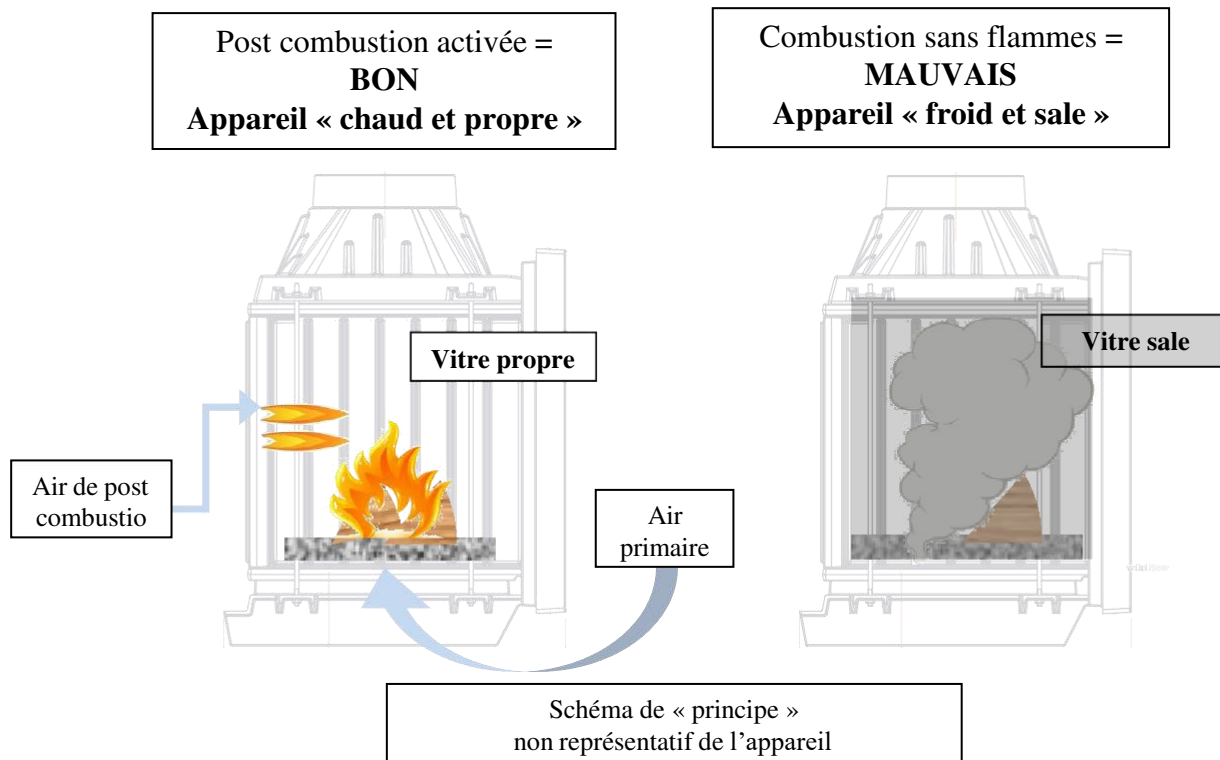 Post combustion activée =
BON
Appareil « chaud et propre »
Combustion sans flammes =
MAUVAIS
Appareil « froid et sale »
Vitre propre
Vitre sale
Air de post
combustio
Air
primaire
Schéma de « principe »
non représentatif de l’appareil